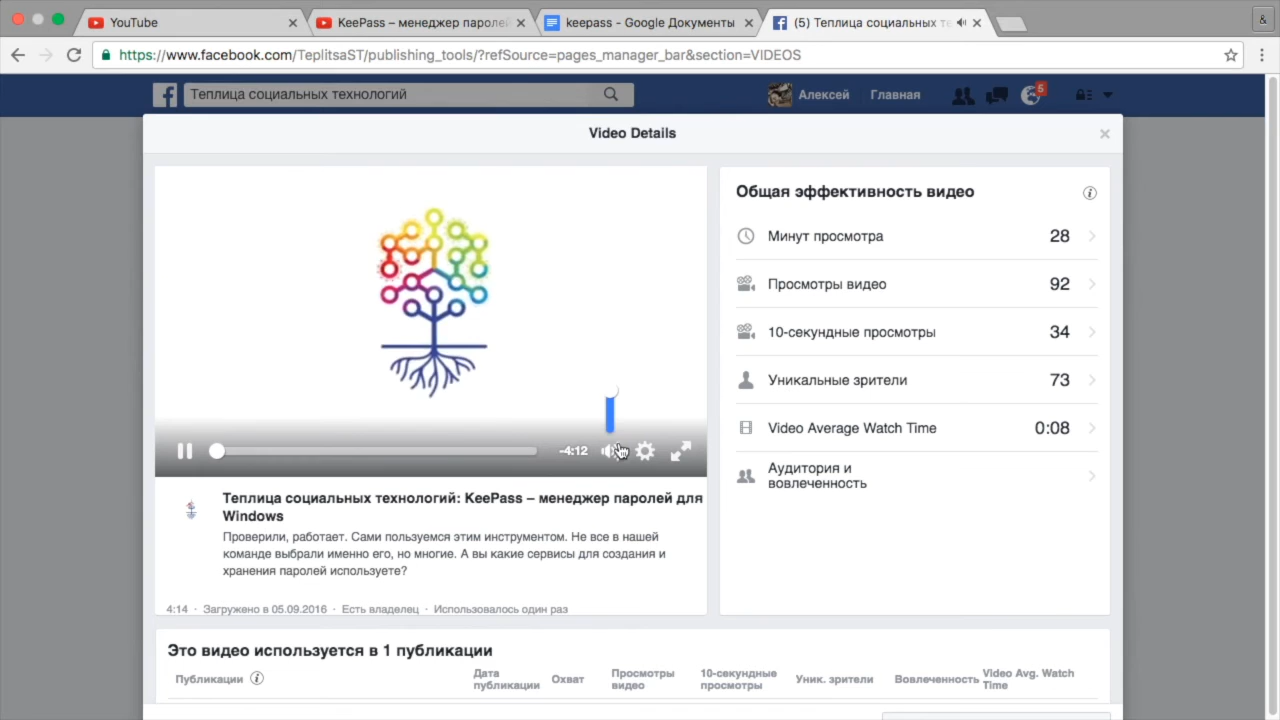 YouTube
KeePass – менеджер паролей
keepass - Google Документы
(5) Теплица социальных те
&
https://www.facebook.com/TeplitsaST/publishing_tools/?refSource=pages_manager_bar&section=VIDEOS
Теплица социальных технологий
Алексей
Главная
5
Video Details
Общая эффективность видео
Минут просмотра 28
Просмотры видео 92
10-секундные просмотры 34
Уникальные зрители 73
Video Average Watch Time 0:08
Аудитория и
вовлеченность
-4:12
Теплица социальных технологий: KeePass – менеджер паролей для
Windows
Проверили, работает. Сами пользуемся этим инструментом. Не все в нашей
команде выбрали именно его, но многие. А вы какие сервисы для создания и
хранения паролей используете?
4:14 · Загружено в 05.09.2016 · Есть владелец · Использовалось один раз
Это видео используется в 1 публикации
Публикации
Дата
публикации
Охват
Просмотры
видео
10-секундные
просмотры
Уник. зрители
Вовлеченность
Video Avg. Watch
Time